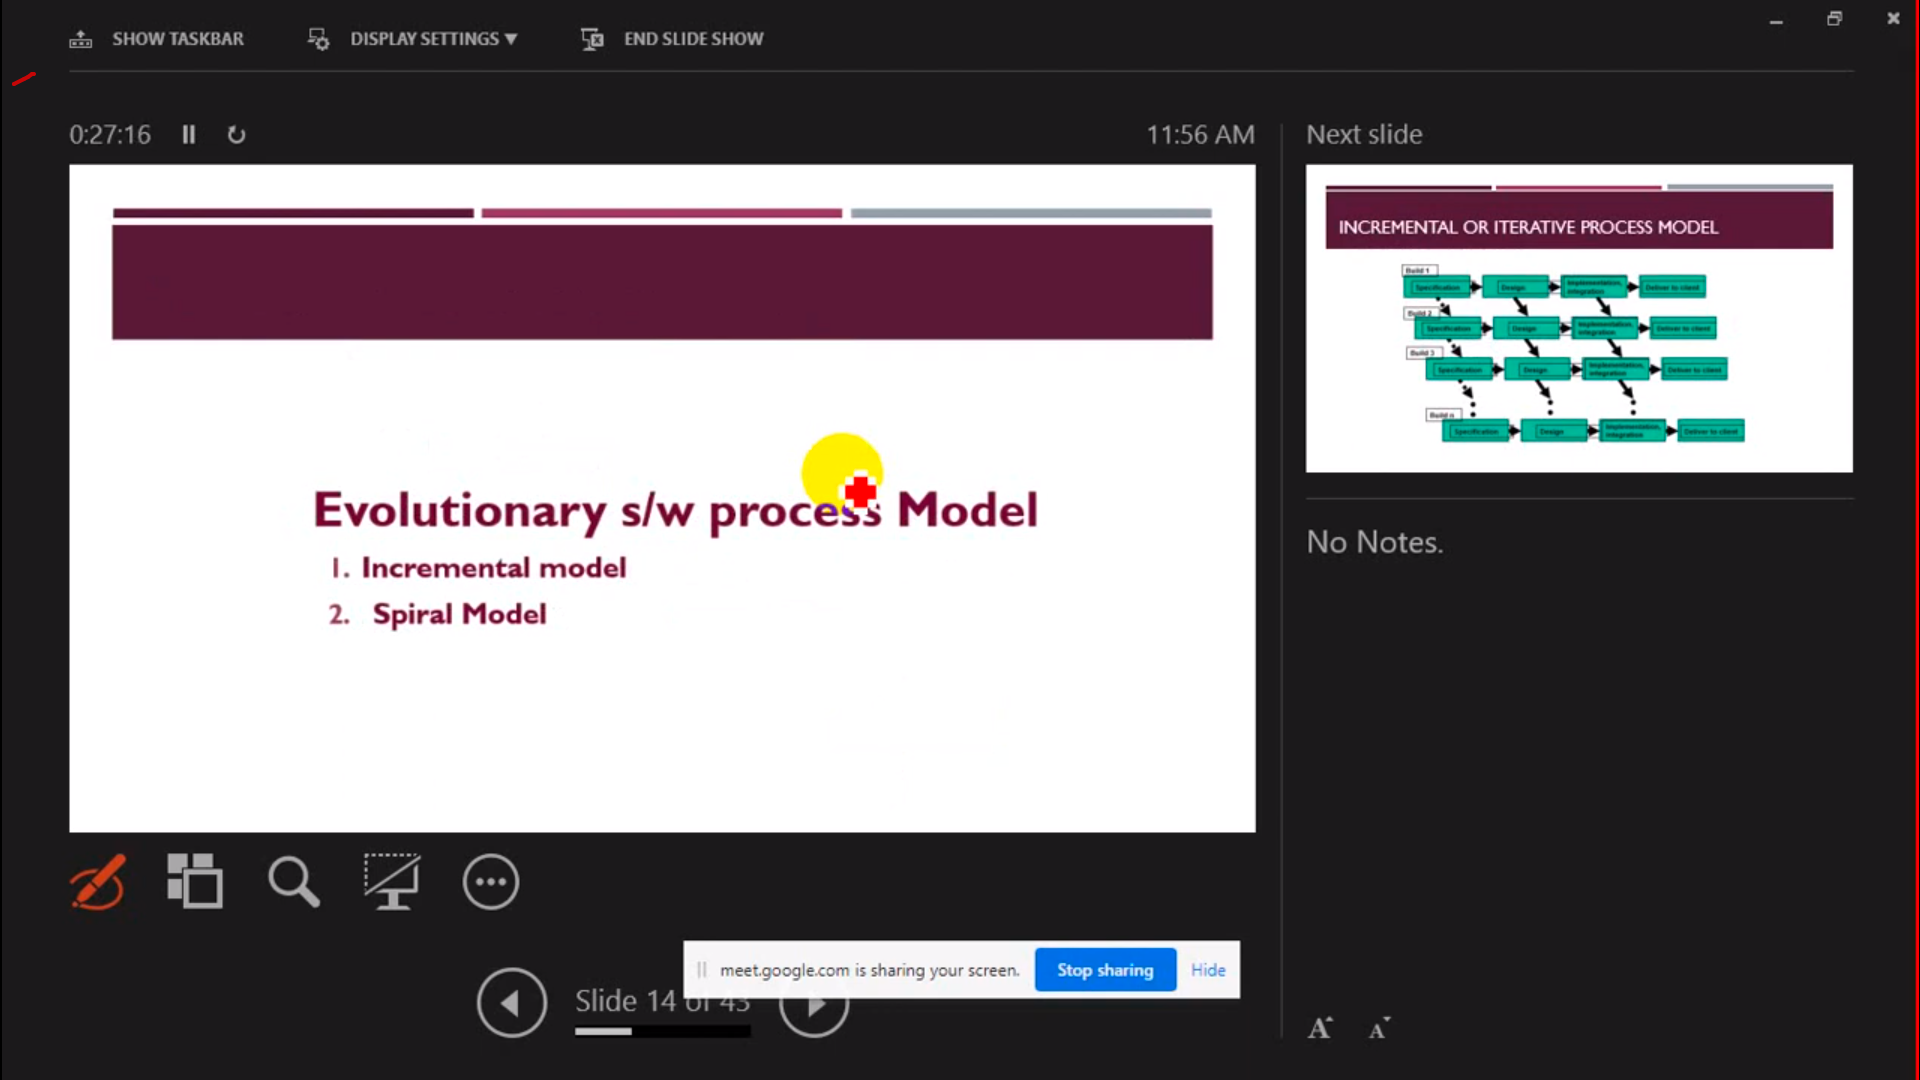 SHOW TASKBAR
DISPLAY SETTINGS ▼
END SLIDE SHOW
0:27:16
11:56 AM
Next slide
INCREMENTAL OR ITERATIVE PROCESS MODEL
Build 1
Specification
Design
Implementation, integration
Deliver to client
Build 2
Specification
Design
Implementation, integration
Deliver to client
Build 3
Specification
Design
Implementation, integration
Deliver to client
Build n
Specification
Design
Implementation, integration
Deliver to client
Evolutionary s/w process Model
1. Incremental model
2. Spiral Model
No Notes.
meet.google.com is sharing your screen.
Stop sharing
Hide
Slide 14 of 43
A
A